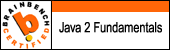 BRAINBENCH
CERTIFIED
Java 2 Fundamentals